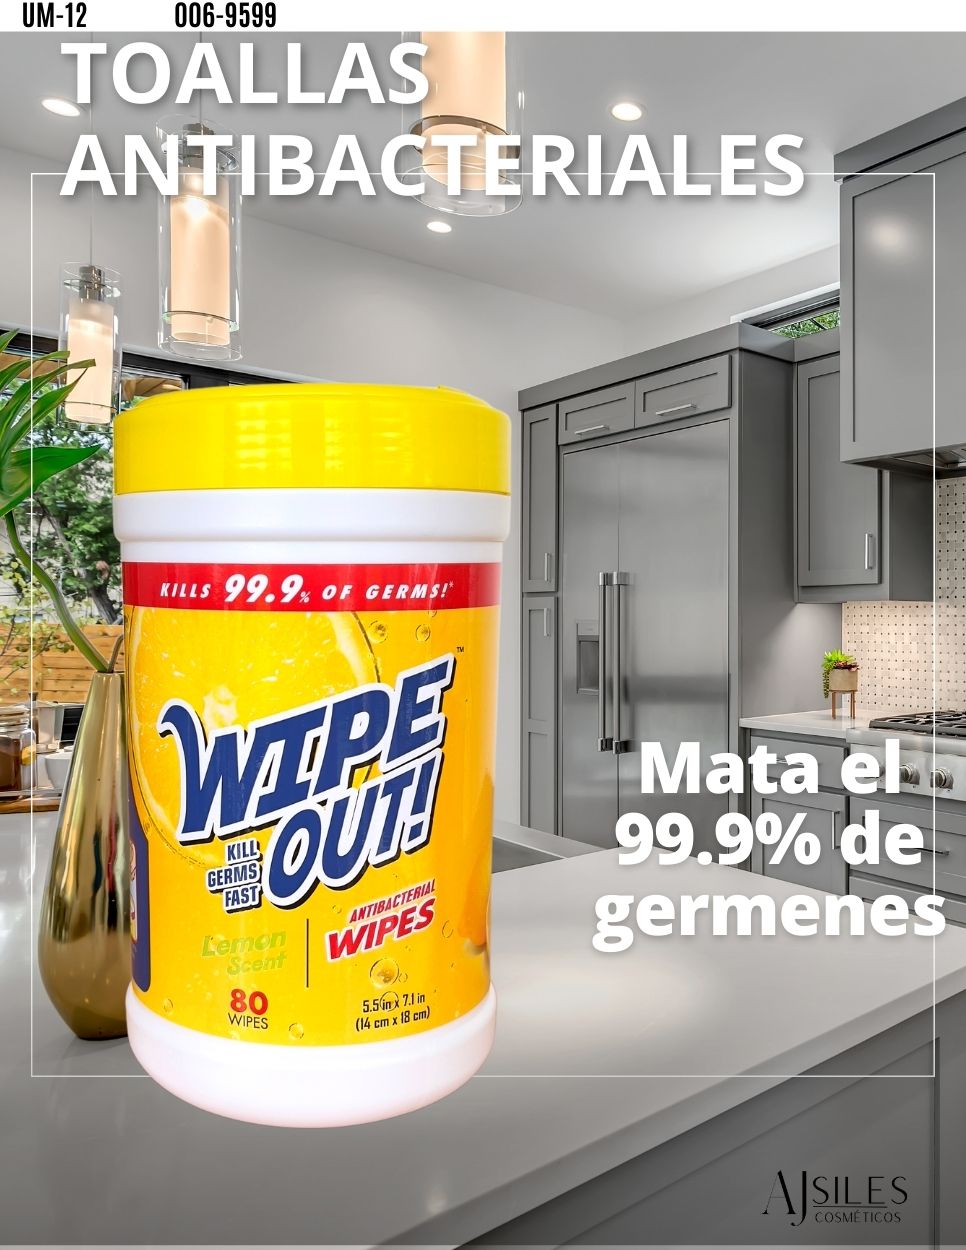 UM-12 006-9599
TOALLAS
ANTIBACTERIALES
KILLS 99.9% OF GERMS!*
WIPE™
OUT!
KILL
GERMS
FAST
ANTIBACTERIAL
WIPES
Lemon
Scent
80
WIPES
5.5 in x 7.1 in
(14 cm x 18 cm)
Mata el
99.9% de
germenes
AJSILES
COSMÉTICOS